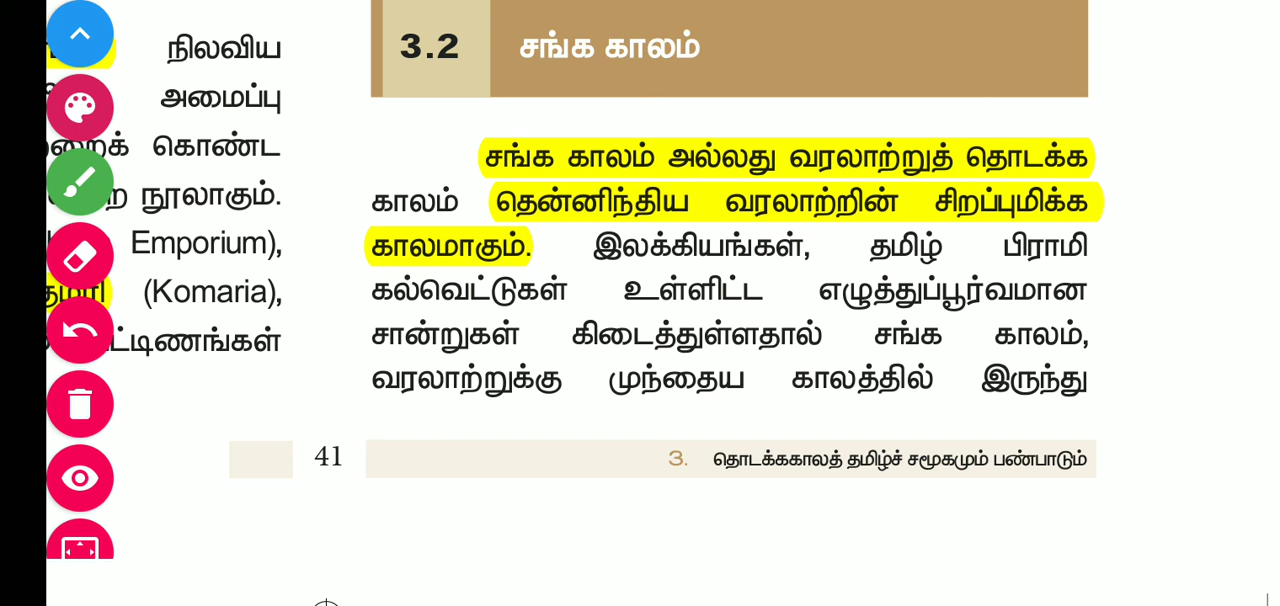 நிலவிய
அமைப்பு
கொண்ட
நூலாகும்.
Emporium),
(Komaria),
3.2 சங்க காலம்
சங்க காலம் அல்லது வரலாற்றுத் தொடக்க
காலம் தென்னிந்திய வரலாற்றின் சிறப்புமிக்க
காலமாகும். இலக்கியங்கள், தமிழ் பிராமி
கல்வெட்டுகள் உள்ளிட்ட எழுத்துப்பூர்வமான
சான்றுகள் கிடைத்துள்ளதால் சங்க காலம்,
வரலாற்றுக்கு முந்தைய காலத்தில் இருந்து
41 3. தொடக்ககாலத் தமிழ்ச் சமூகமும் பண்பாடும்